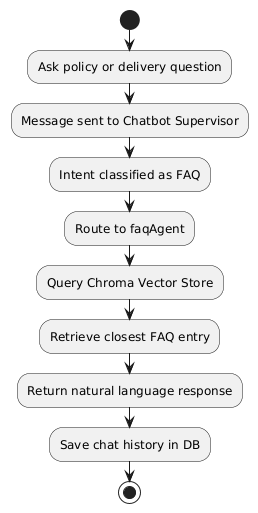 Ask policy or delivery question
Message sent to Chatbot Supervisor
Intent classified as FAQ
Route to faqAgent
Query Chroma Vector Store
Retrieve closest FAQ entry
Return natural language response
Save chat history in DB